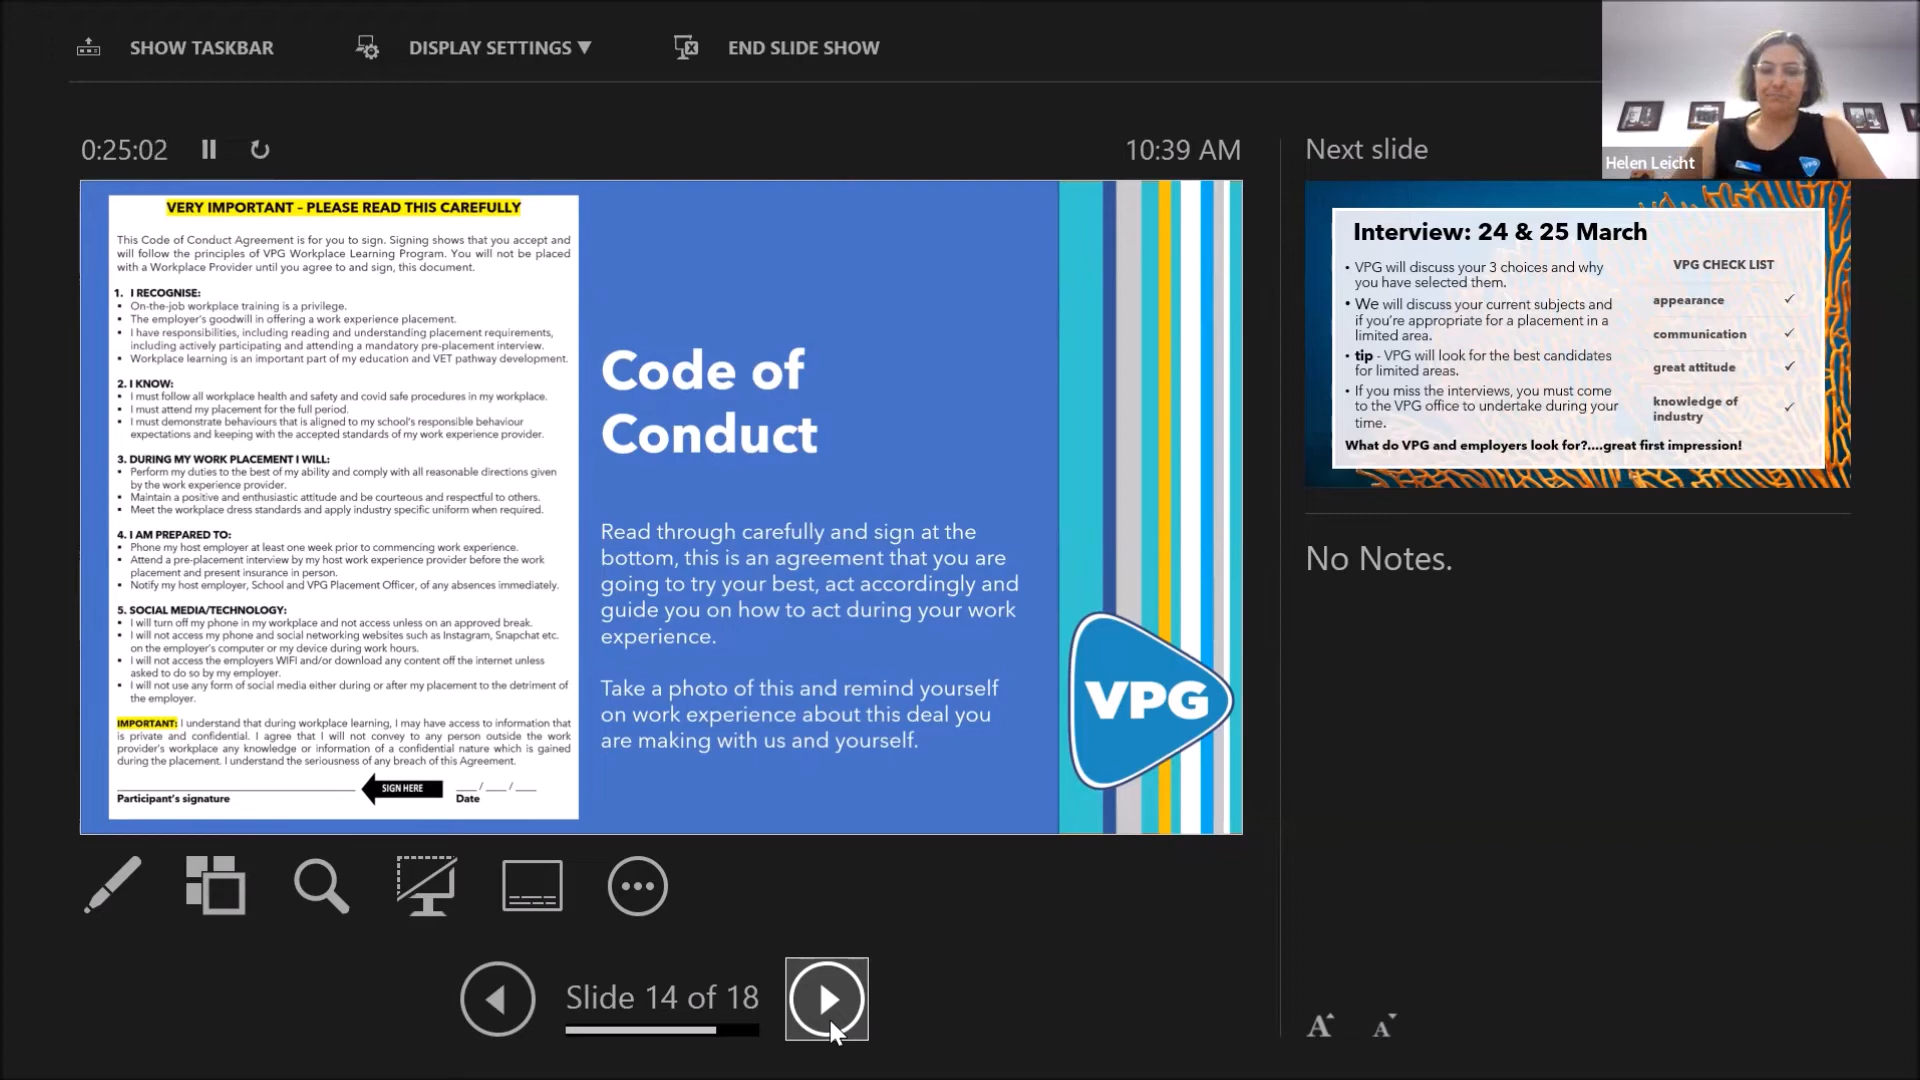 SHOW TASKBAR
DISPLAY SETTINGS ▼
END SLIDE SHOW
Helen Leicht
VPG
0:25:02
10:39 AM
Next slide
VERY IMPORTANT – PLEASE READ THIS CAREFULLY
This Code of Conduct Agreement is for you to sign. Signing shows that you accept and
will follow the principles of VPG Workplace Learning Program. You will not be placed
with a Workplace Provider until you agree to and sign, this document.
1. I RECOGNISE:
• On-the-job workplace training is a privilege.
• The employer's goodwill in offering a work experience placement.
• I have responsibilities, including reading and understanding placement requirements,
including actively participating and attending a mandatory pre-placement interview.
• Workplace learning is an important part of my education and VET pathway development.
2. I KNOW:
• I must follow all workplace health and safety and covid safe procedures in my workplace.
• I must attend my placement for the full period.
• I must demonstrate behaviours that is aligned to my school's responsible behaviour
expectations and keeping with the accepted standards of my work experience provider.
3. DURING MY WORK PLACEMENT I WILL:
• Perform my duties to the best of my ability and comply with all reasonable directions given
by the work experience provider.
• Maintain a positive and enthusiastic attitude and be courteous and respectful to others.
• Meet the workplace dress standards and apply industry specific uniform when required.
4. I AM PREPARED TO:
• Phone my host employer at least one week prior to commencing work experience.
• Attend a pre-placement interview by my host work experience provider before the work
placement and present insurance in person.
• Notify my host employer, School and VPG Placement Officer, of any absences immediately.
5. SOCIAL MEDIA/TECHNOLOGY:
• I will turn off my phone in my workplace and not access unless on an approved break.
• I will not access my phone and social networking websites such as Instagram, Snapchat etc.
on the employer's computer or my device during work hours.
• I will not access the employers WIFI and/or download any content off the internet unless
asked to do so by my employer.
• I will not use any form of social media either during or after my placement to the detriment of
the employer.
IMPORTANT: I understand that during workplace learning, I may have access to information that
is private and confidential. I agree that I will not convey to any person outside the work
provider's workplace any knowledge or information of a confidential nature which is gained
during the placement. I understand the seriousness of any breach of this Agreement.
SIGN HERE
___ / ___ / ___
Participant's signature
Date
Code of
Conduct
Read through carefully and sign at the
bottom, this is an agreement that you are
going to try your best, act accordingly and
guide you on how to act during your work
experience.
Take a photo of this and remind yourself
on work experience about this deal you
are making with us and yourself.
VPG
Interview: 24 & 25 March
• VPG will discuss your 3 choices and why
you have selected them.
• We will discuss your current subjects and
if you're appropriate for a placement in a
limited area.
• tip - VPG will look for the best candidates
for limited areas.
• If you miss the interviews, you must come
to the VPG office to undertake during your
time.
VPG CHECK LIST
appearance ✓
communication ✓
great attitude ✓
knowledge of
industry ✓
What do VPG and employers look for?....great first impression!
No Notes.
Slide 14 of 18
A A